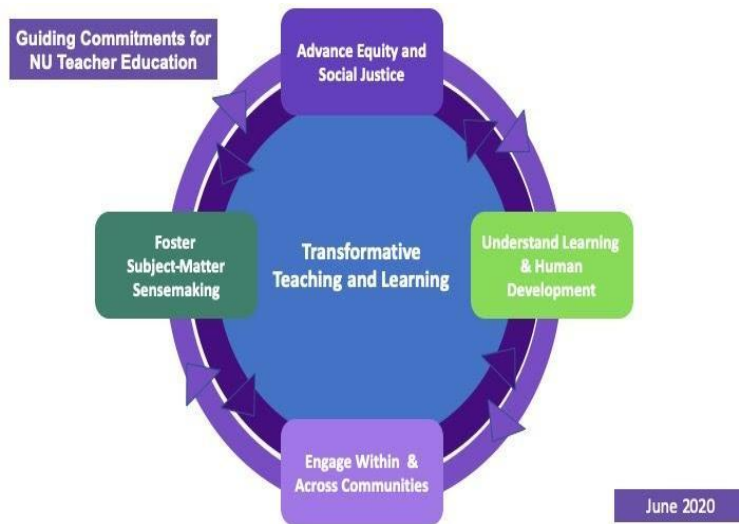 Guiding Commitments for
NU Teacher Education
Advance Equity and
Social Justice
Foster
Subject-Matter
Sensemaking
Transformative
Teaching and Learning
Understand Learning
& Human
Development
Engage Within &
Across Communities
June 2020